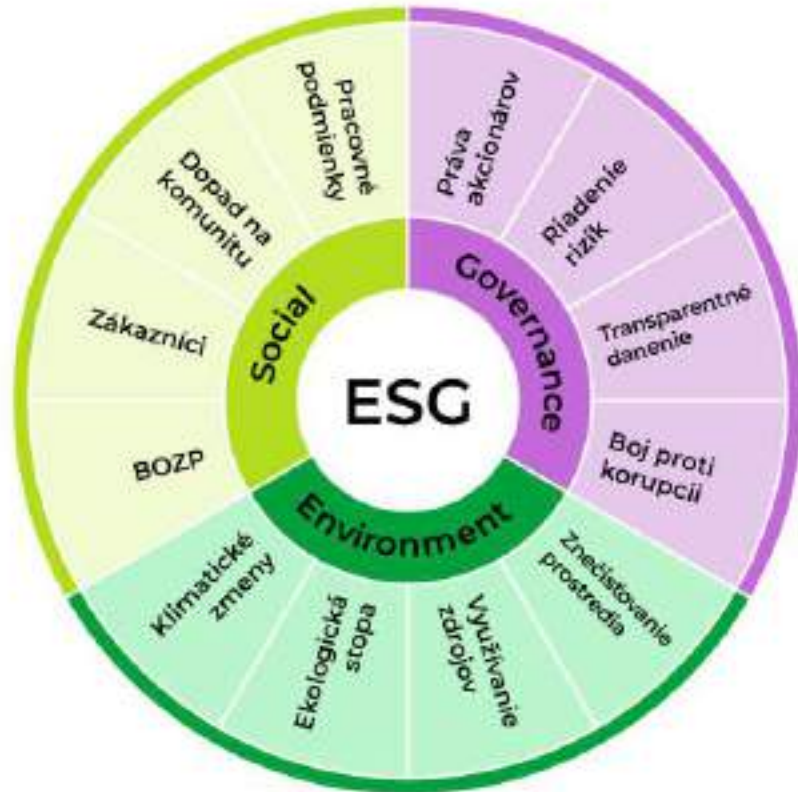 ESG
Social
Pracovné
podmienky
Dopad na
komunitu
Zákazníci
BOZP
Governance
Práva
akcionárov
Riadenie
rizík
Transparentné
danenie
Boj proti
korupcii
Environment
Klimatické
zmeny
Ekologická
stopa
Využívanie
zdrojov
Znečisťovanie
prostredia